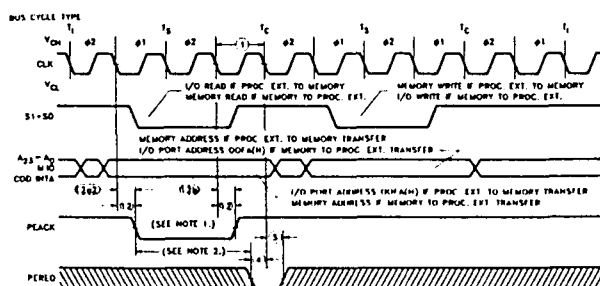 BUS CYCLE TYPE
TI TS TC TS TC TI
VCH φ2 φ1 φ2 φ1 φ2 φ1 φ2 φ1 φ2 φ1
CLK
VCL
I/O READ IF PROC. EXT. TO MEMORY
MEMORY READ IF MEMORY TO PROC. EXT.
MEMORY WRITE IF PROC. EXT. TO MEMORY
I/O WRITE IF MEMORY TO PROC. EXT.
S1•S0
MEMORY ADDRESS IF PROC. EXT. TO MEMORY TRANSFER
I/O PORT ADDRESS 00FA(H) IF MEMORY TO PROC. EXT. TRANSFER
A23–A0
M/IO
COD INTA
I/O PORT ADDRESS 00FA(H) IF PROC. EXT. TO MEMORY TRANSFER
MEMORY ADDRESS IF MEMORY TO PROC. EXT TRANSFER
(SEE NOTE 1.)
PEACK
(SEE NOTE 2.)
5
4
PEREQ